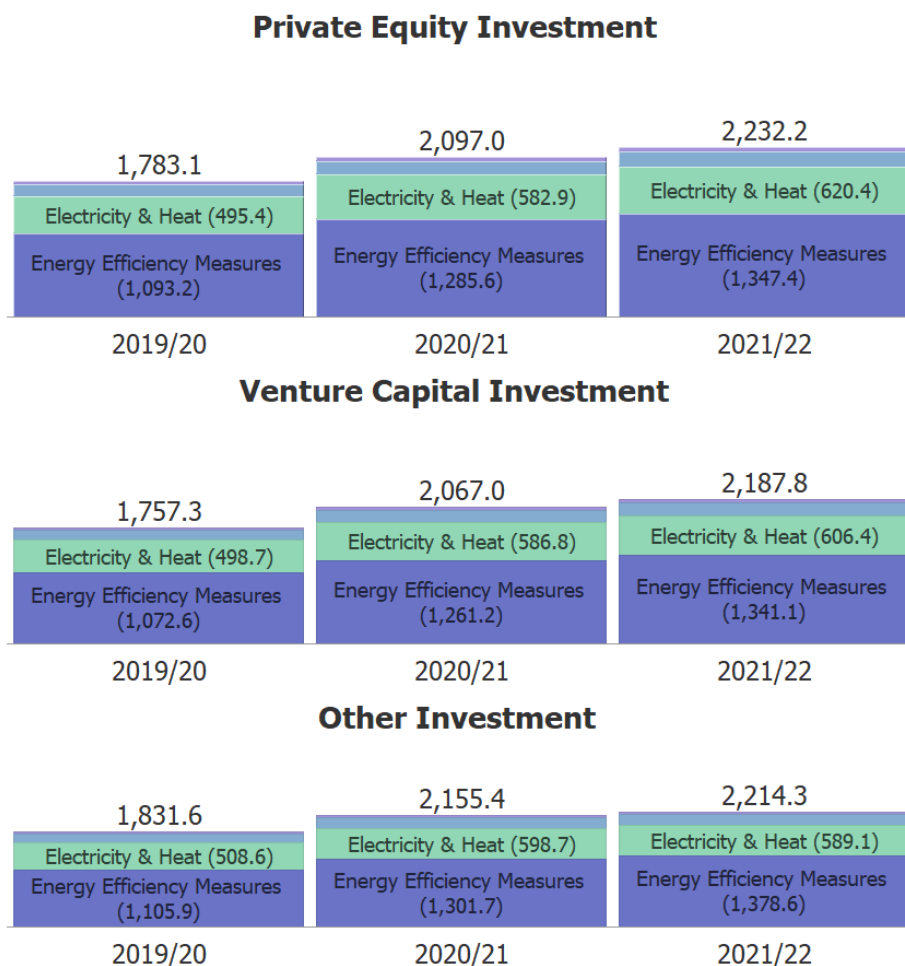 Private Equity Investment
1,783.1
2,097.0
2,232.2
Electricity & Heat (495.4)
Electricity & Heat (582.9)
Electricity & Heat (620.4)
Energy Efficiency Measures
(1,093.2)
Energy Efficiency Measures
(1,285.6)
Energy Efficiency Measures
(1,347.4)
2019/20
2020/21
2021/22
Venture Capital Investment
1,757.3
2,067.0
2,187.8
Electricity & Heat (498.7)
Electricity & Heat (586.8)
Electricity & Heat (606.4)
Energy Efficiency Measures
(1,072.6)
Energy Efficiency Measures
(1,261.2)
Energy Efficiency Measures
(1,341.1)
2019/20
2020/21
2021/22
Other Investment
1,831.6
2,155.4
2,214.3
Electricity & Heat (508.6)
Electricity & Heat (598.7)
Electricity & Heat (589.1)
Energy Efficiency Measures
(1,105.9)
Energy Efficiency Measures
(1,301.7)
Energy Efficiency Measures
(1,378.6)
2019/20
2020/21
2021/22